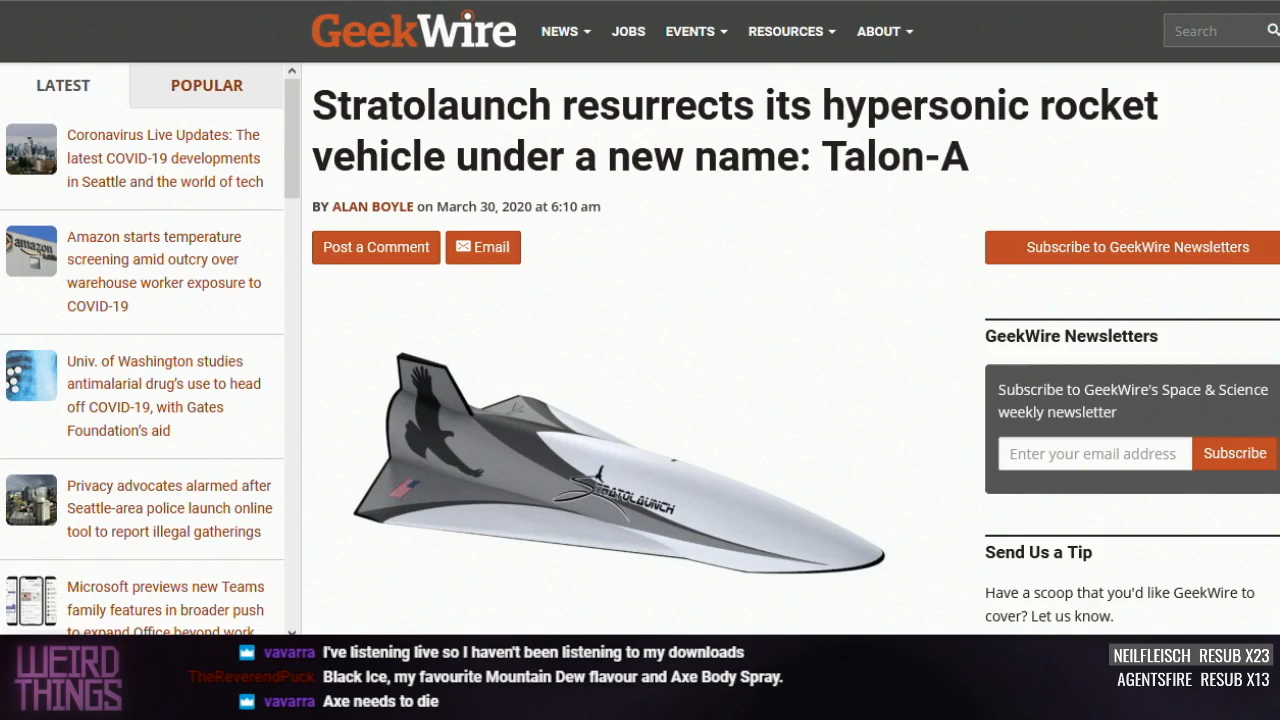 GeekWire
NEWS JOBS EVENTS RESOURCES ABOUT
Search
LATEST
POPULAR
Coronavirus Live Updates: The
latest COVID-19 developments
in Seattle and the world of tech
Amazon starts temperature
screening amid outcry over
warehouse worker exposure to
COVID-19
Univ. of Washington studies
antimalarial drug's use to head
off COVID-19, with Gates
Foundation's aid
Privacy advocates alarmed after
Seattle-area police launch online
tool to report illegal gatherings
Microsoft previews new Teams
family features in broader push
to expand Office beyond work
Stratolaunch resurrects its hypersonic rocket
vehicle under a new name: Talon-A
BY ALAN BOYLE on March 30, 2020 at 6:10 am
Post a Comment
Email
amazon
STRATOLAUNCH
Subscribe to GeekWire Newsletters
GeekWire Newsletters
Subscribe to GeekWire's Space & Science
weekly newsletter
Enter your email address
Subscribe
Send Us a Tip
Have a scoop that you'd like GeekWire to
cover? Let us know.
WEIRD
THINGS
vavarra I've listening live so I haven't been listening to my downloads
TheReverendPuck Black Ice, my favourite Mountain Dew flavour and Axe Body Spray.
vavarra Axe needs to die
NEILFLEISCH RESUB X23
AGENTSFIRE RESUB X13